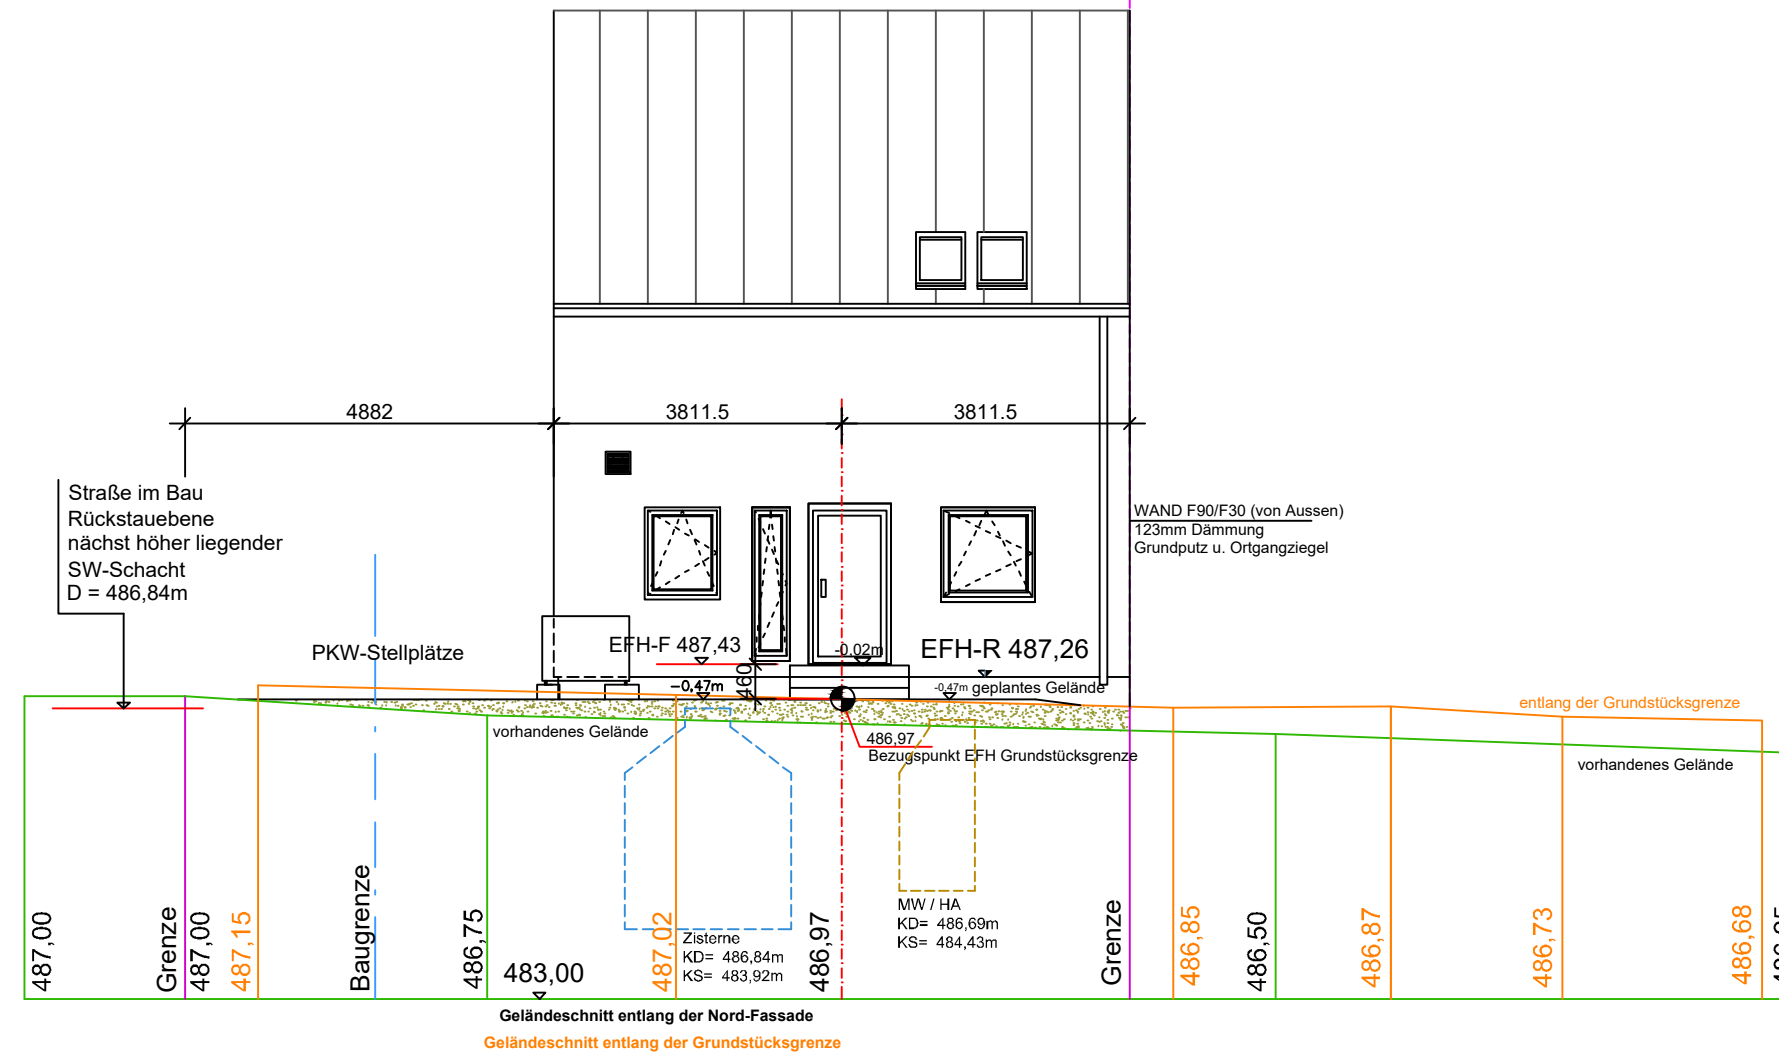 4882
3811.5
3811.5
Straße im Bau
Rückstauebene
nächst höher liegender
SW-Schacht
D = 486,84m
WAND F90/F30 (von Aussen)
123mm Dämmung
Grundputz u. Ortgangziegel
PKW-Stellplätze
EFH-F 487,43
-0,02m
EFH-R 487,26
460
-0,47m
-0,47m geplantes Gelände
entlang der Grundstücksgrenze
vorhandenes Gelände
486,97
Bezugspunkt EFH Grundstücksgrenze
vorhandenes Gelände
487,00
Grenze
487,00
487,15
Baugrenze
486,75
483,00
487,02
Zisterne
KD= 486,84m
KS= 483,92m
486,97
MW / HA
KD= 486,69m
KS= 484,43m
Grenze
486,85
486,50
486,87
486,73
486,68
Geländeschnitt entlang der Nord-Fassade
Geländeschnitt entlang der Grundstücksgrenze